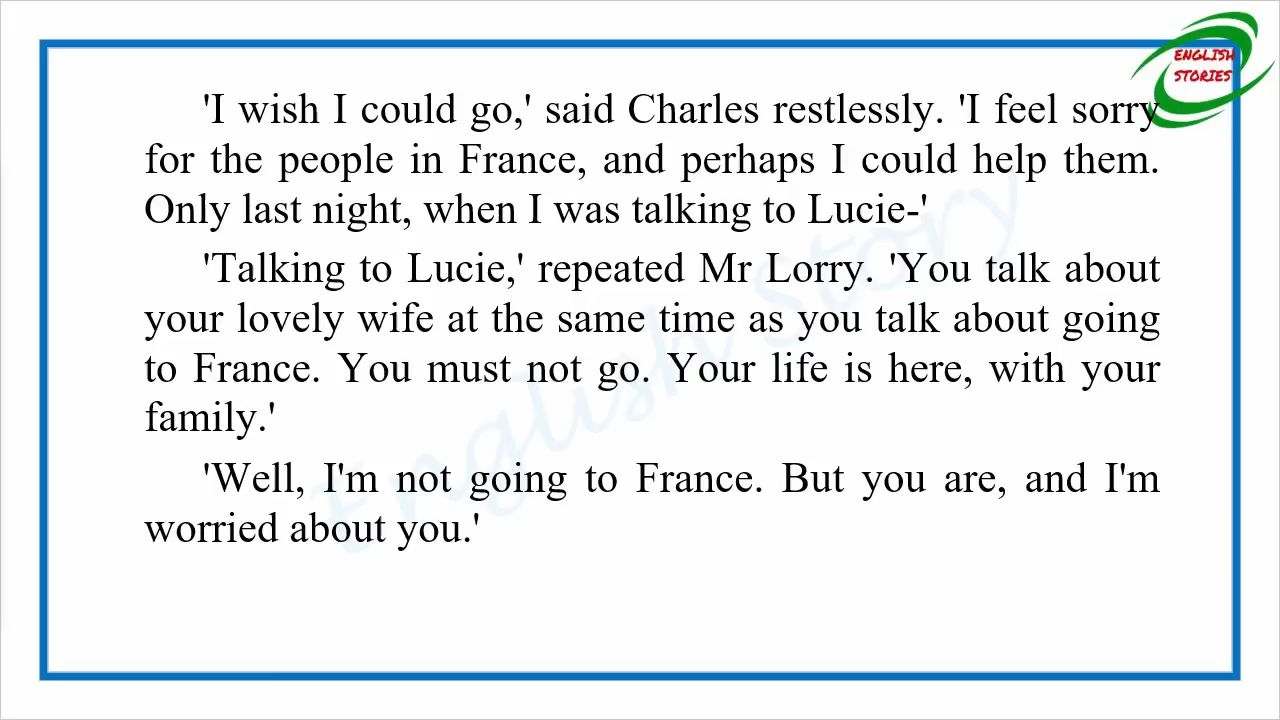 ENGLISH
STORIES
'I wish I could go,' said Charles restlessly. 'I feel sorry
for the people in France, and perhaps I could help them.
Only last night, when I was talking to Lucie-'
'Talking to Lucie,' repeated Mr Lorry. 'You talk about
your lovely wife at the same time as you talk about going
to France. You must not go. Your life is here, with your
family.'
'Well, I'm not going to France. But you are, and I'm
worried about you.'
English Story